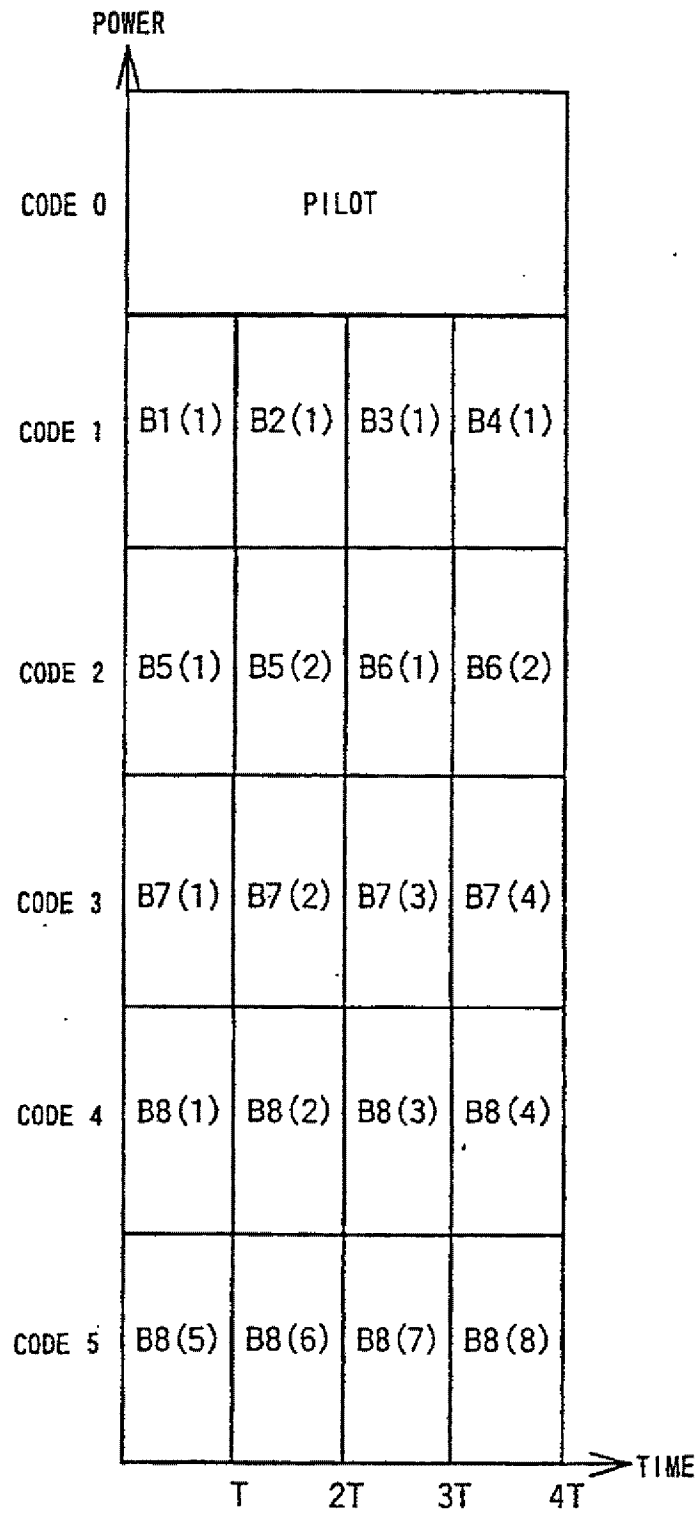 POWER
CODE 0 PILOT
CODE 1 B1(1) B2(1) B3(1) B4(1)
CODE 2 B5(1) B5(2) B6(1) B6(2)
CODE 3 B7(1) B7(2) B7(3) B7(4)
CODE 4 B8(1) B8(2) B8(3) B8(4)
CODE 5 B8(5) B8(6) B8(7) B8(8)
TIME
T 2T 3T 4T